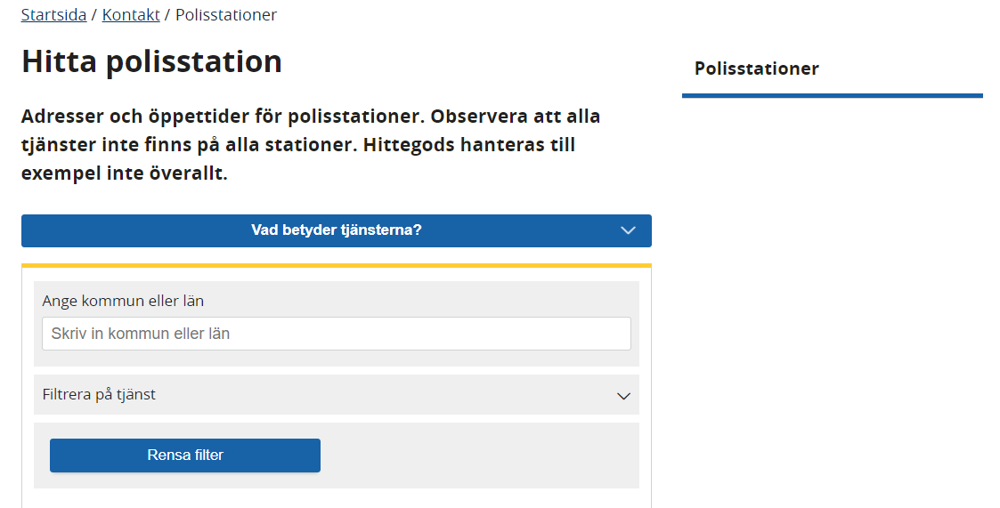 Startsida / Kontakt / Polisstationer
Hitta polisstation
Polisstationer
Adresser och öppettider för polisstationer. Observera att alla
tjänster inte finns på alla stationer. Hittegods hanteras till
exempel inte överallt.
Vad betyder tjänsterna?
Ange kommun eller län
Skriv in kommun eller län
Filtrera på tjänst
Rensa filter